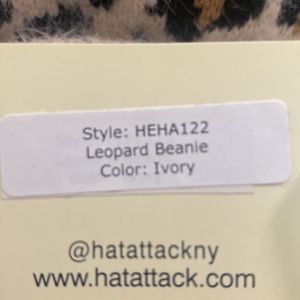 Style: HEHA122
Leopard Beanie
Color: Ivory
@hatattackny
www.hatattack.com